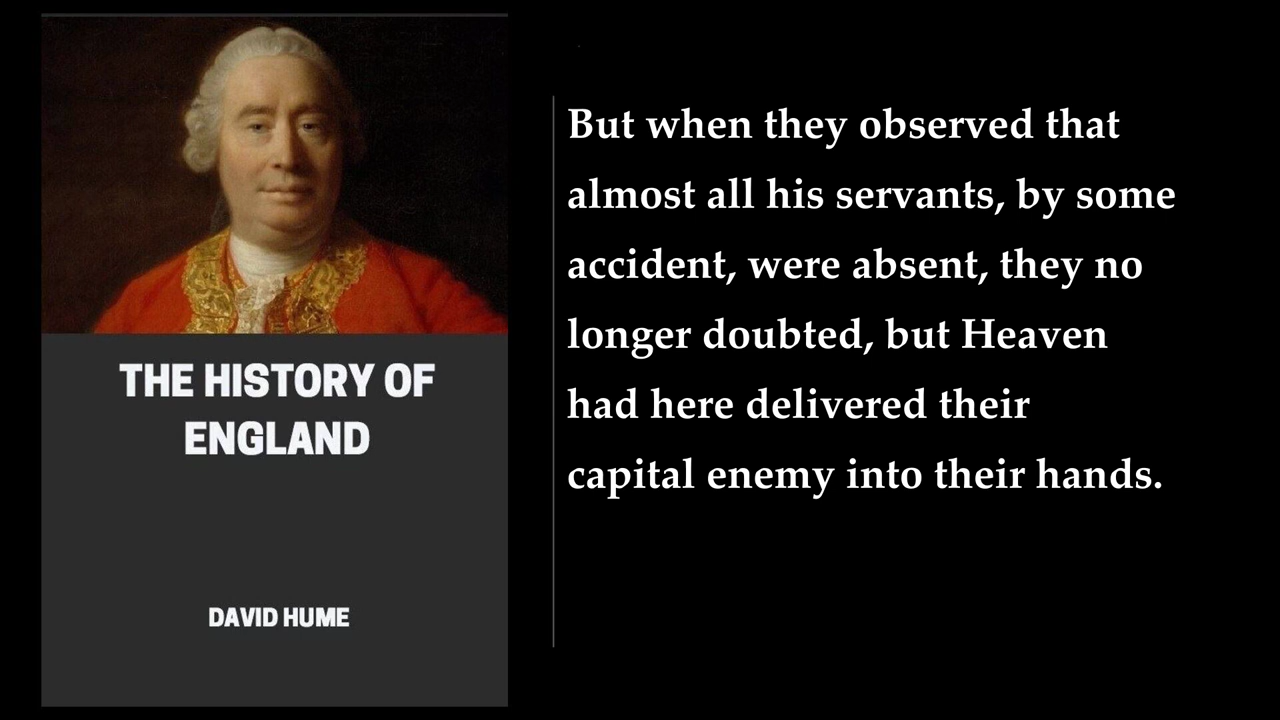 THE HISTORY OF
ENGLAND
DAVID HUME
But when they observed that
almost all his servants, by some
accident, were absent, they no
longer doubted, but Heaven
had here delivered their
capital enemy into their hands.